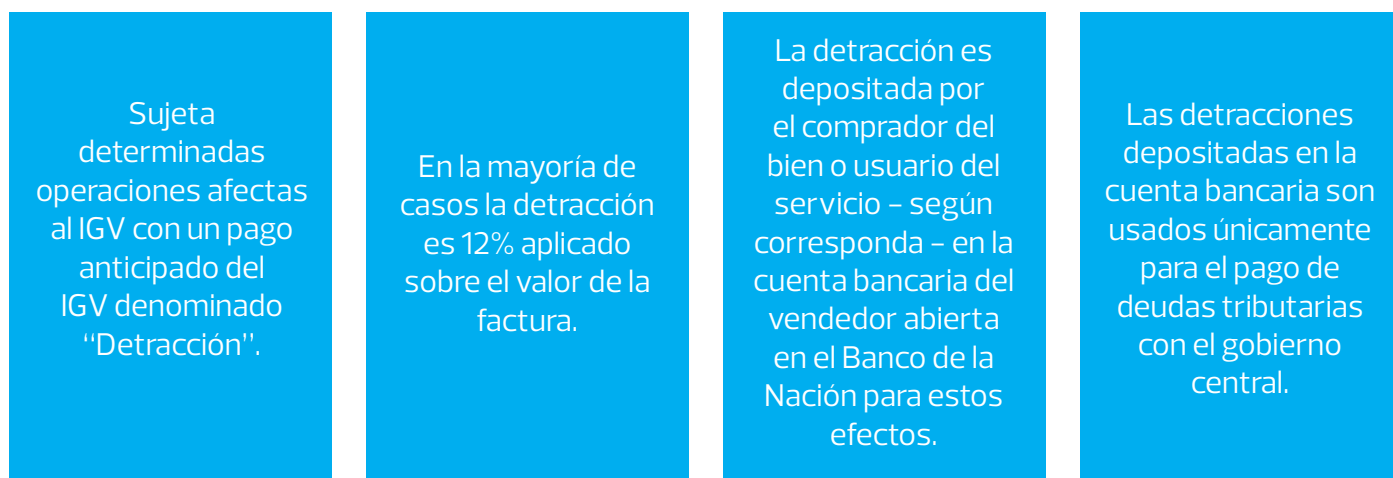 Sujeta
determinadas
operaciones afectas
al IGV con un pago
anticipado del
IGV denominado
“Detracción”.
En la mayoría de
casos la detracción
es 12% aplicado
sobre el valor de la
factura.
La detracción es
depositada por
el comprador del
bien o usuario del
servicio – según
corresponda – en la
cuenta bancaria del
vendedor abierta
en el Banco de la
Nación para estos
efectos.
Las detracciones
depositadas en la
cuenta bancaria son
usados únicamente
para el pago de
deudas tributarias
con el gobierno
central.